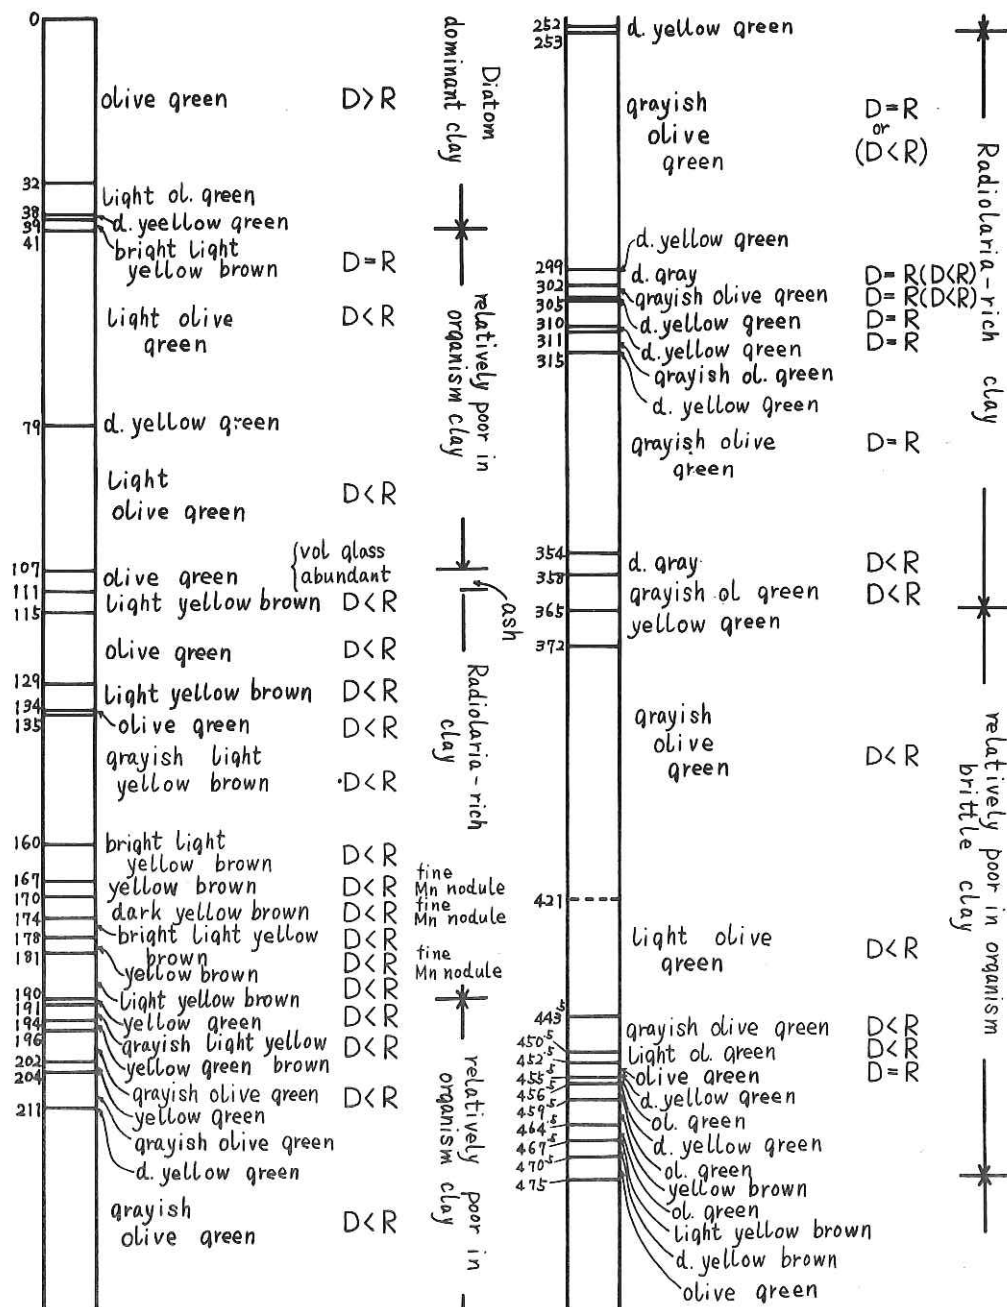 0
olive green D>R
Diatom
dominant clay
32
light ol. green
38
d. yeellow green
39
41
bright light
yellow brown D=R
light olive D<R
green
relatively poor in
organism clay
79
d. yellow green
light
olive green D<R
107
olive green {vol glass
abundant
111
light yellow brown D<R
ash
115
olive green D<R
129
light yellow brown D<R
134
olive green D<R
135
grayish light
yellow brown D<R
Radiolaria-rich
clay
160
bright light
yellow brown D<R
167
yellow brown D<R fine
Mn nodule
170
dark yellow brown D<R fine
Mn nodule
174
bright light yellow D<R
brown
178
yellow brown D<R fine
Mn nodule
181
light yellow brown D<R
190
yellow green D<R
191
grayish light yellow
194
yellow green brown D<R
196
grayish olive green D<R
202
yellow green
204
grayish olive green
211
d. yellow green
grayish
olive green D<R
relatively poor in
organism clay
252
d. yellow green
253
grayish D=R
olive or
green (D<R)
Radiolaria-rich clay
d. yellow green
299
d. gray D=R(D<R)
302
grayish olive green D=R(D<R)
305
d. yellow green D=R
310
d. yellow green D=R
311
grayish ol. green
315
d. yellow green
grayish olive D=R
green
354
d. gray D<R
358
grayish ol green D<R
365
yellow green
372
grayish
olive
green D<R
relatively poor in organism
brittle clay
421
light olive
green D<R
443.5
grayish olive green D<R
450.5
light ol. green D<R
452.5
olive green D=R
455.5
d. yellow green
456.5
ol. green
459.5
d. yellow green
464.5
ol. green
467.5
yellow brown
470.5
ol. green
475
light yellow brown
d. yellow brown
olive green